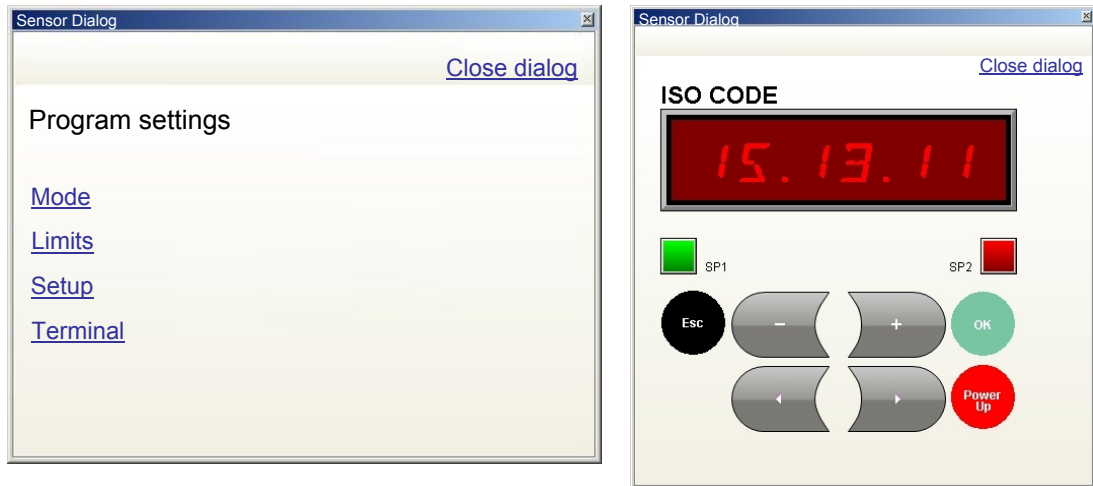 Sensor Dialog
Close dialog
Program settings
Mode
Limits
Setup
Terminal
Sensor Dialog
Close dialog
ISO CODE
15.13.11
SP1
SP2
Esc
-
+
OK
Power
Up